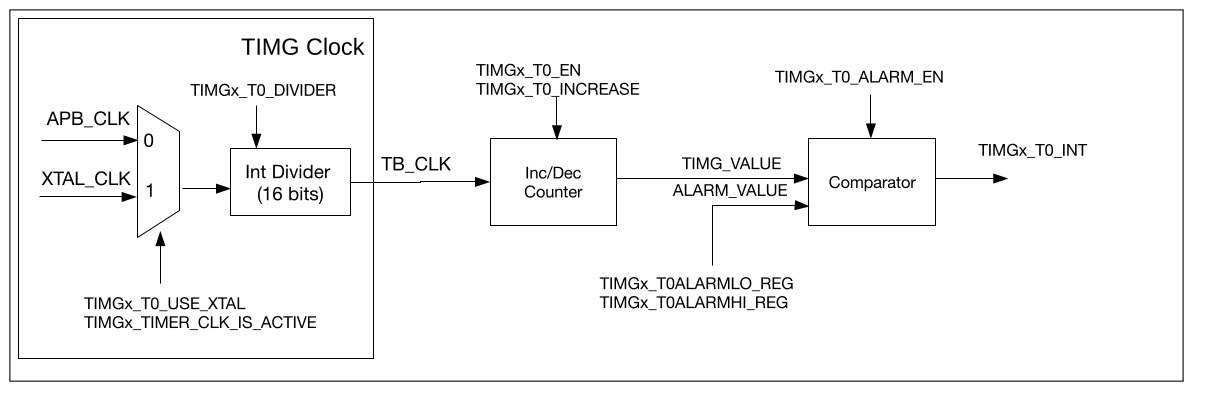 TIMG Clock
TIMGx_T0_DIVIDER
APB_CLK
0
XTAL_CLK
1
Int Divider
(16 bits)
TIMGx_T0_USE_XTAL
TIMGx_TIMER_CLK_IS_ACTIVE
TB_CLK
TIMGx_T0_EN
TIMGx_T0_INCREASE
Inc/Dec
Counter
TIMG_VALUE
ALARM_VALUE
TIMGx_T0ALARMLO_REG
TIMGx_T0ALARMHI_REG
TIMGx_T0_ALARM_EN
Comparator
TIMGx_T0_INT